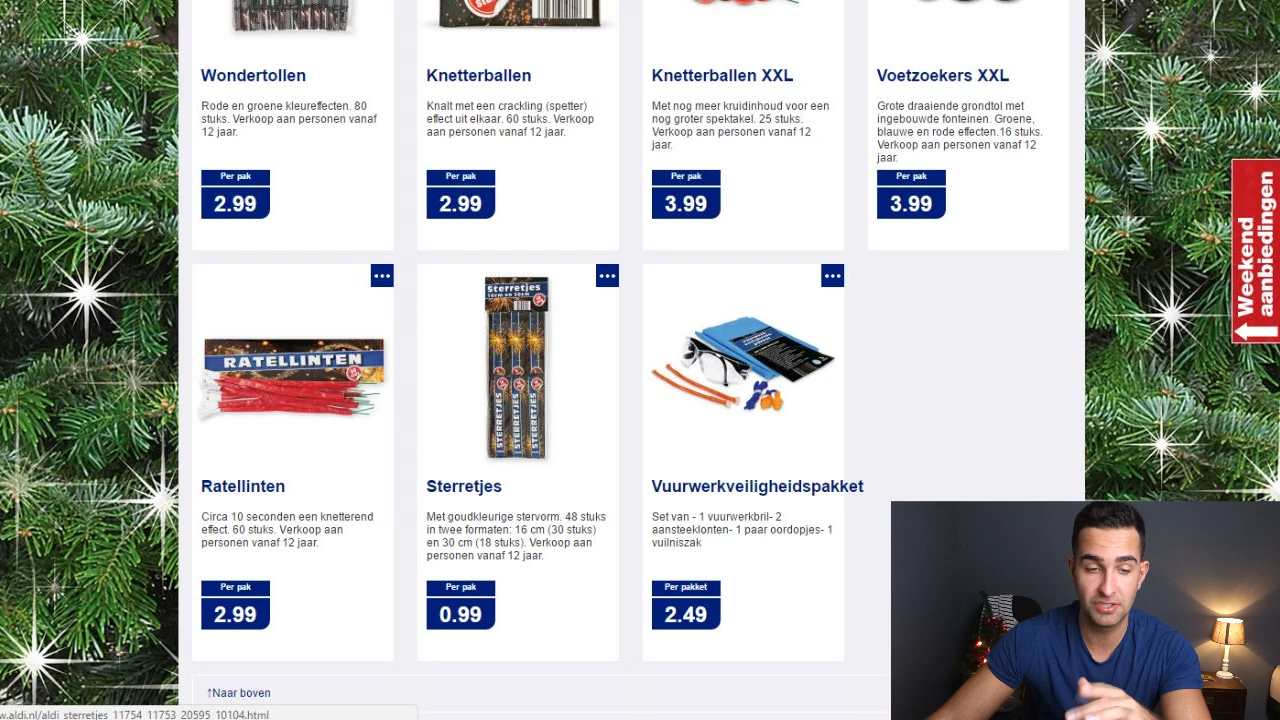 Wondertollen
Rode en groene kleureffecten. 80
stuks. Verkoop aan personen vanaf
12 jaar.
Per pak
2.99
Knetterballen
Knalt met een crackling (spetter)
effect uit elkaar. 60 stuks. Verkoop
aan personen vanaf 12 jaar.
Per pak
2.99
Knetterballen XXL
Met nog meer kruidinhoud voor een
nog groter spektakel. 25 stuks.
Verkoop aan personen vanaf 12
jaar.
Per pak
3.99
Voetzoekers XXL
Grote draaiende grondtol met
ingebouwde fonteinen. Groene,
blauwe en rode effecten.16 stuks.
Verkoop aan personen vanaf 12
jaar.
Per pak
3.99
Weekend
aanbiedingen
RATELLINTEN
Ratellinten
Circa 10 seconden een knetterend
effect. 60 stuks. Verkoop aan
personen vanaf 12 jaar.
Per pak
2.99
Sterretjes
STERRETJES
STERRETJES
STERRETJES
Sterretjes
Met goudkleurige stervorm. 48 stuks
in twee formaten: 16 cm (30 stuks)
en 30 cm (18 stuks). Verkoop aan
personen vanaf 12 jaar.
Per pak
0.99
Vuurwerkveiligheidspakket
Set van - 1 vuurwerkbril- 2
aansteeklonten- 1 paar oordopjes- 1
vuilniszak
Per pakket
2.49
↑Naar boven
w.aldi.nl/aldi_sterretjes_11754_11753_20595_10104.html